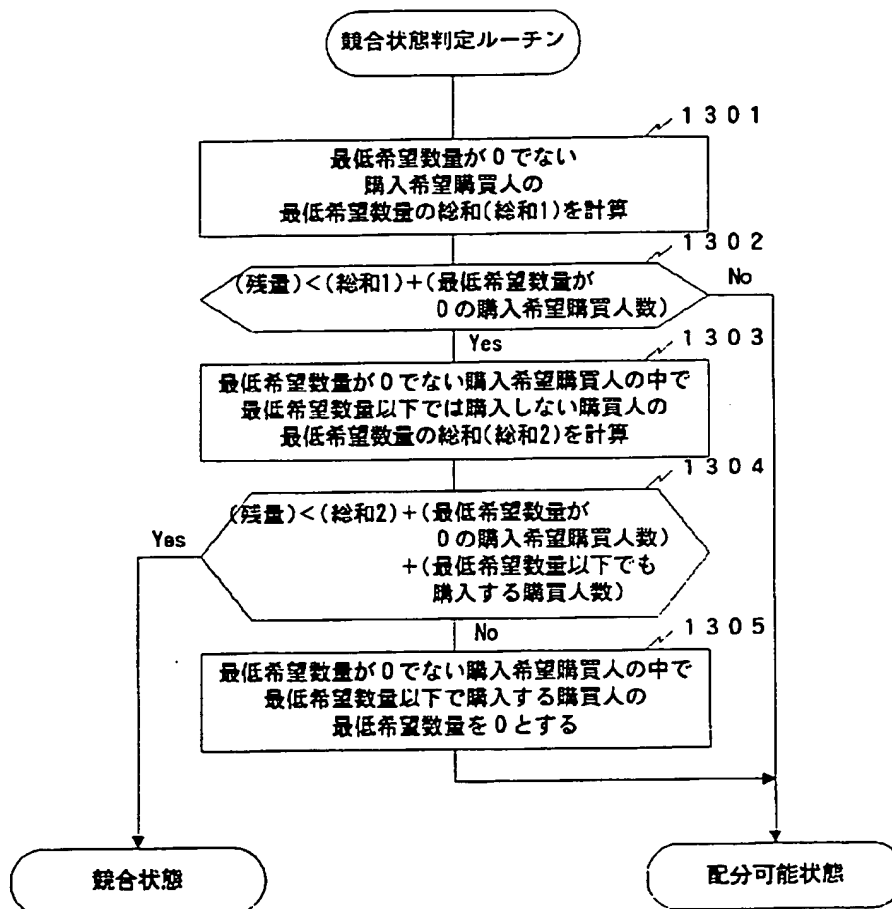 競合状態判定ルーチン
1301
最低希望数量が0でない
購入希望購買人の
最低希望数量の総和(総和1)を計算
1302
(残量)<(総和1)+(最低希望数量が
0の購入希望購買人数)
No
Yes
1303
最低希望数量が0でない購入希望購買人の中で
最低希望数量以下では購入しない購買人の
最低希望数量の総和(総和2)を計算
1304
(残量)<(総和2)+(最低希望数量が
0の購入希望購買人数)
+(最低希望数量以下でも
購入する購買人数)
Yes
No
1305
最低希望数量が0でない購入希望購買人の中で
最低希望数量以下で購入する購買人の
最低希望数量を0とする
競合状態
配分可能状態